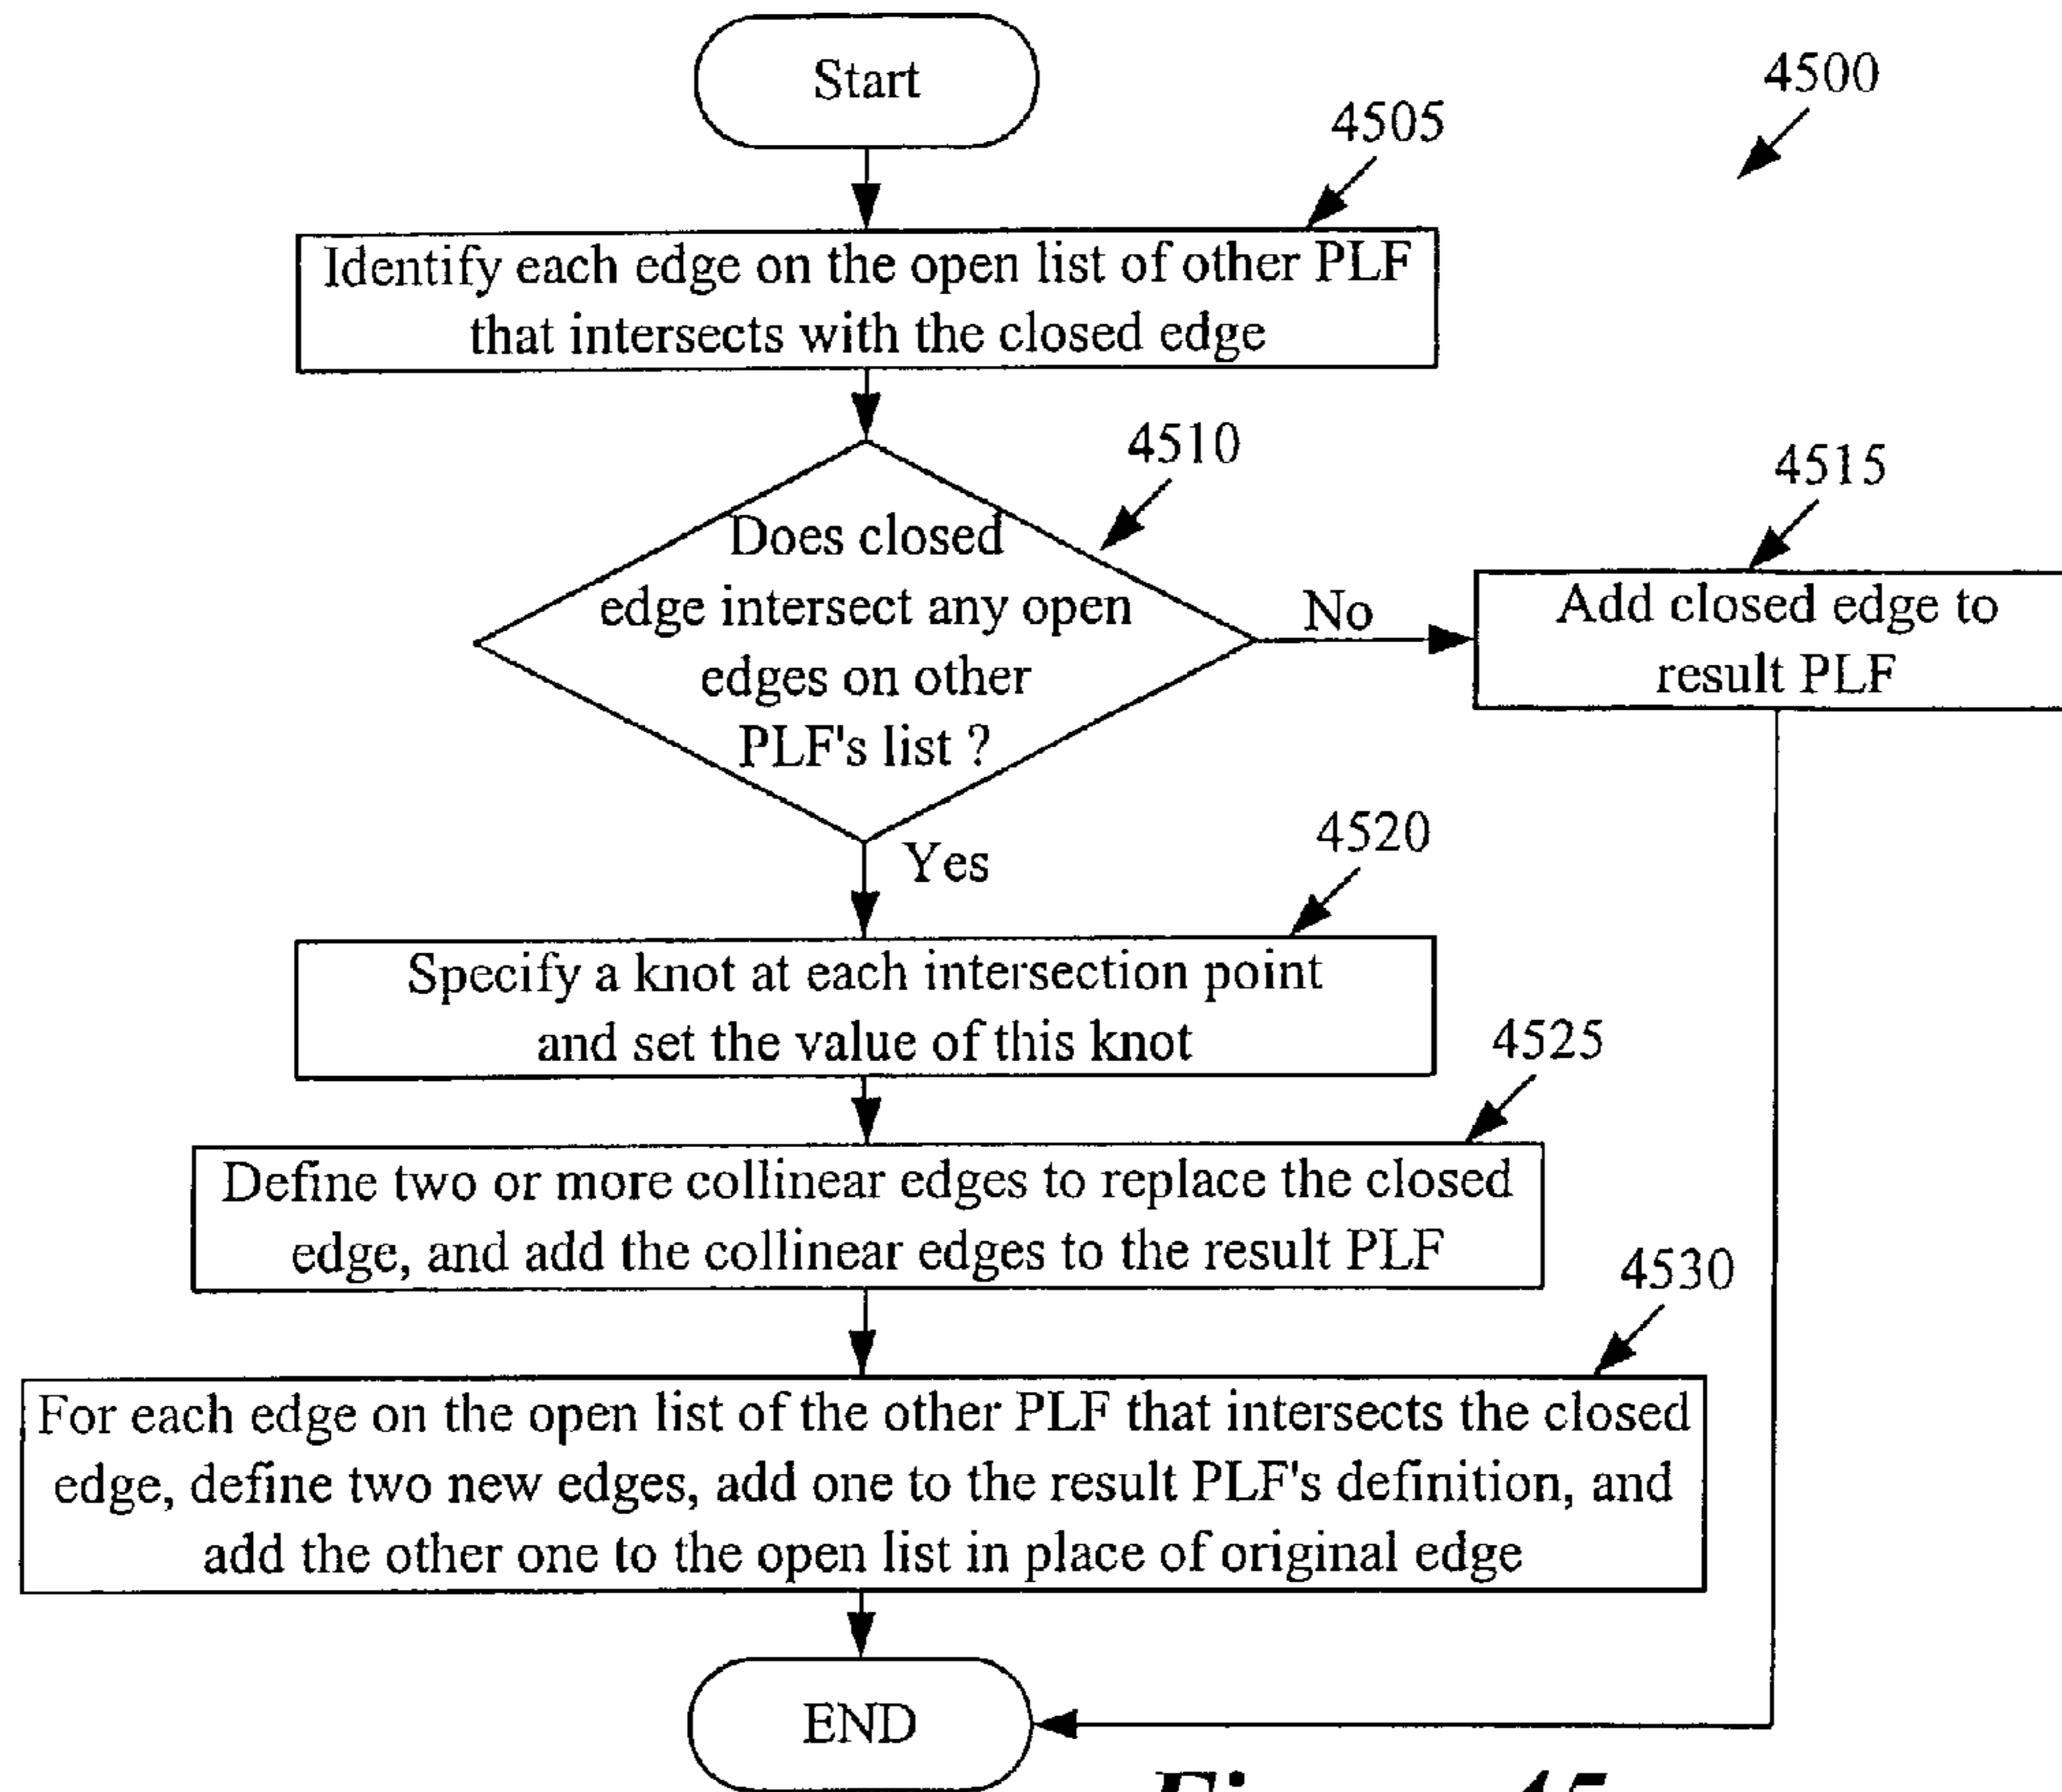 Start
4500
4505
Identify each edge on the open list of other PLF
that intersects with the closed edge
4510
Does closed
edge intersect any open
edges on other
PLF's list ?
No
4515
Add closed edge to
result PLF
Yes
4520
Specify a knot at each intersection point
and set the value of this knot
4525
Define two or more collinear edges to replace the closed
edge, and add the collinear edges to the result PLF
4530
For each edge on the open list of the other PLF that intersects the closed
edge, define two new edges, add one to the result PLF's definition, and
add the other one to the open list in place of original edge
END